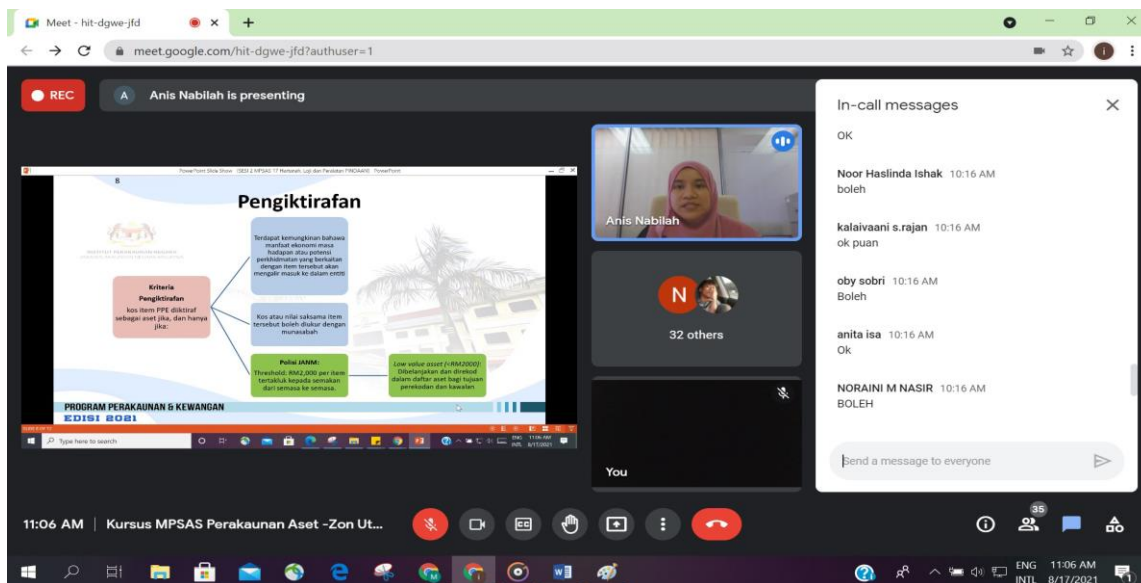 Meet - hit-dgwe-jfd
meet.google.com/hit-dgwe-jfd?authuser=1
REC
A Anis Nabilah is presenting
8
Pengiktirafan
Kriteria
Pengiktirafan
kos item PPE diiktiraf
sebagai aset jika, dan hanya
jika:
Terdapat kemungkinan bahawa
manfaat ekonomi masa
hadapan atau potensi
perkhidmatan yang berkaitan
dengan item tersebut akan
mengalir masuk ke dalam entiti
Kos atau nilai saksama item
tersebut boleh diukur dengan
munasabah
Polisi JANM:
Threshold: RM2,000 per item
tertakluk kepada semakan
dari semasa ke semasa.
Low value asset (<RM2000):
Dibelanjakan dan direkod
dalam daftar aset bagi tujuan
perekodan dan kawalan
PROGRAM PERAKAUNAN & KEWANGAN
EDISI 2021
Type here to search
11:06 AM
8/17/2021
Anis Nabilah
N
32 others
You
In-call messages
OK
Noor Haslinda Ishak 10:16 AM
boleh
kalaivaani s.rajan 10:16 AM
ok puan
oby sobri 10:16 AM
Boleh
anita isa 10:16 AM
Ok
NORAINI M NASIR 10:16 AM
BOLEH
Send a message to everyone
11:06 AM | Kursus MPSAS Perakaunan Aset -Zon Ut...
35
ENG 11:06 AM
INTL 8/17/2021